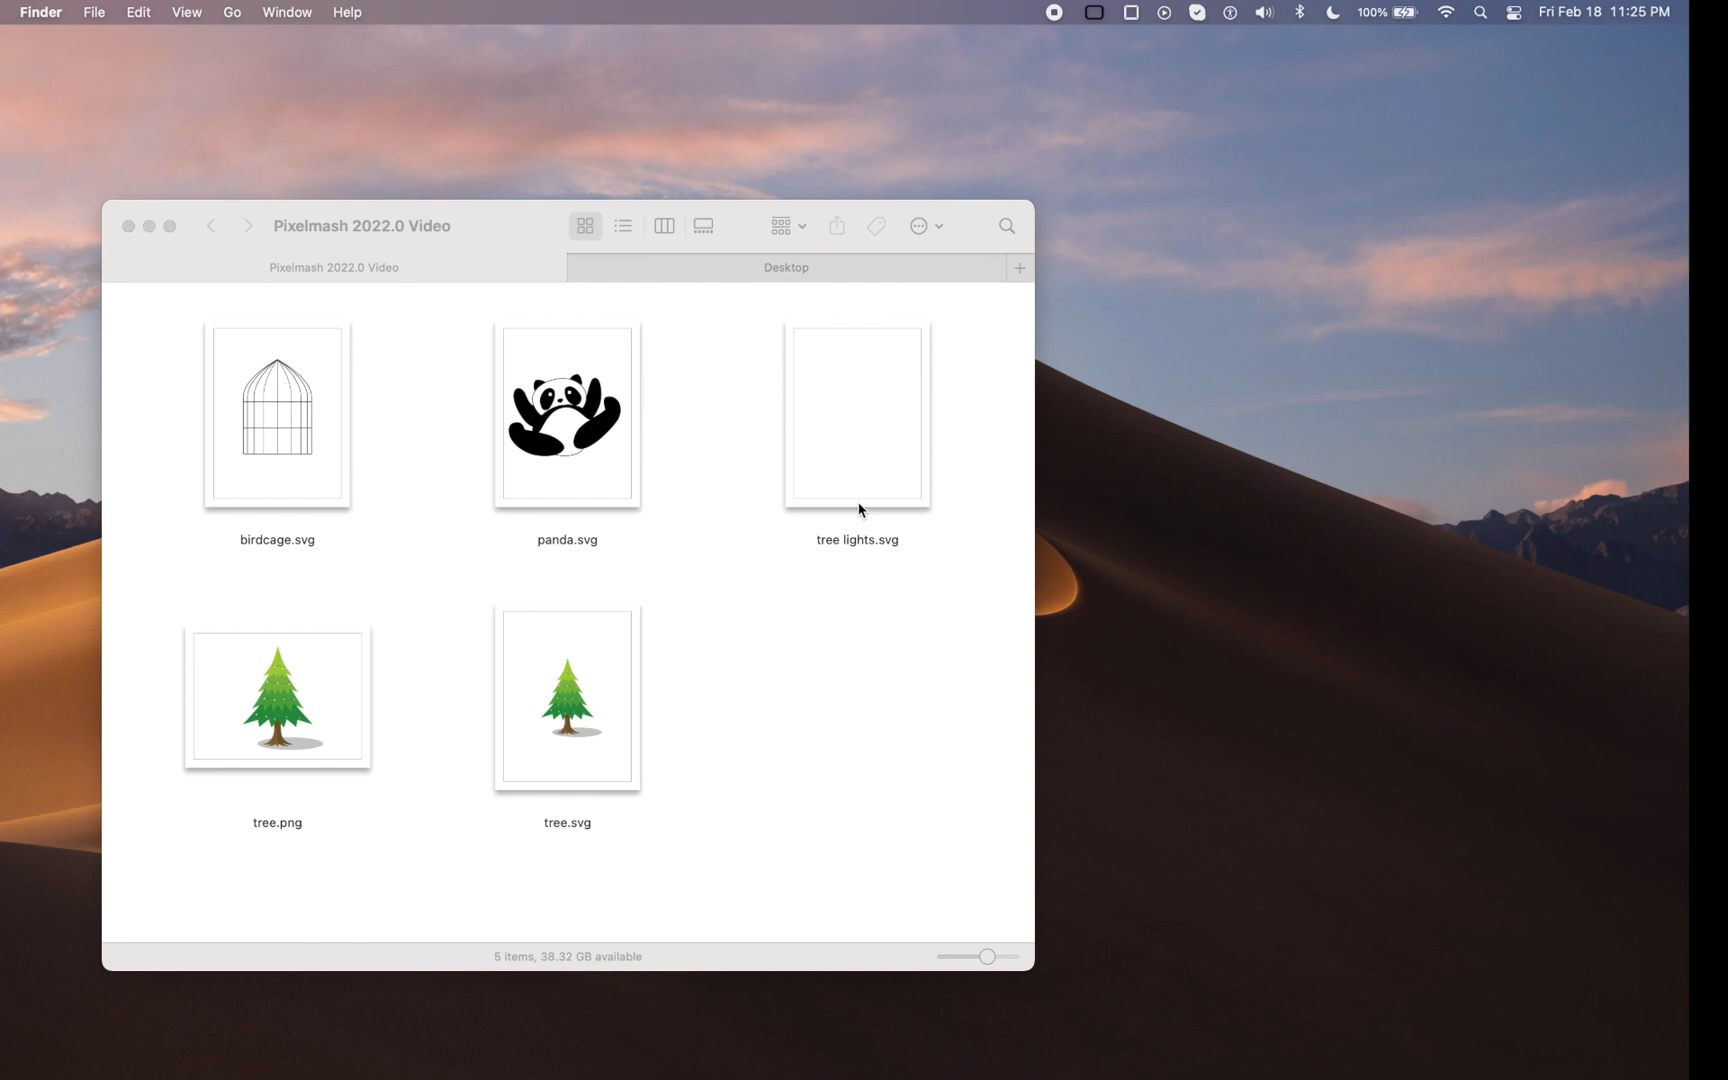 Finder File Edit View Go Window Help 100% Fri Feb 18 11:25 PM
Pixelmash 2022.0 Video
Pixelmash 2022.0 Video Desktop
birdcage.svg panda.svg tree lights.svg
tree.png tree.svg
5 items, 38.32 GB available